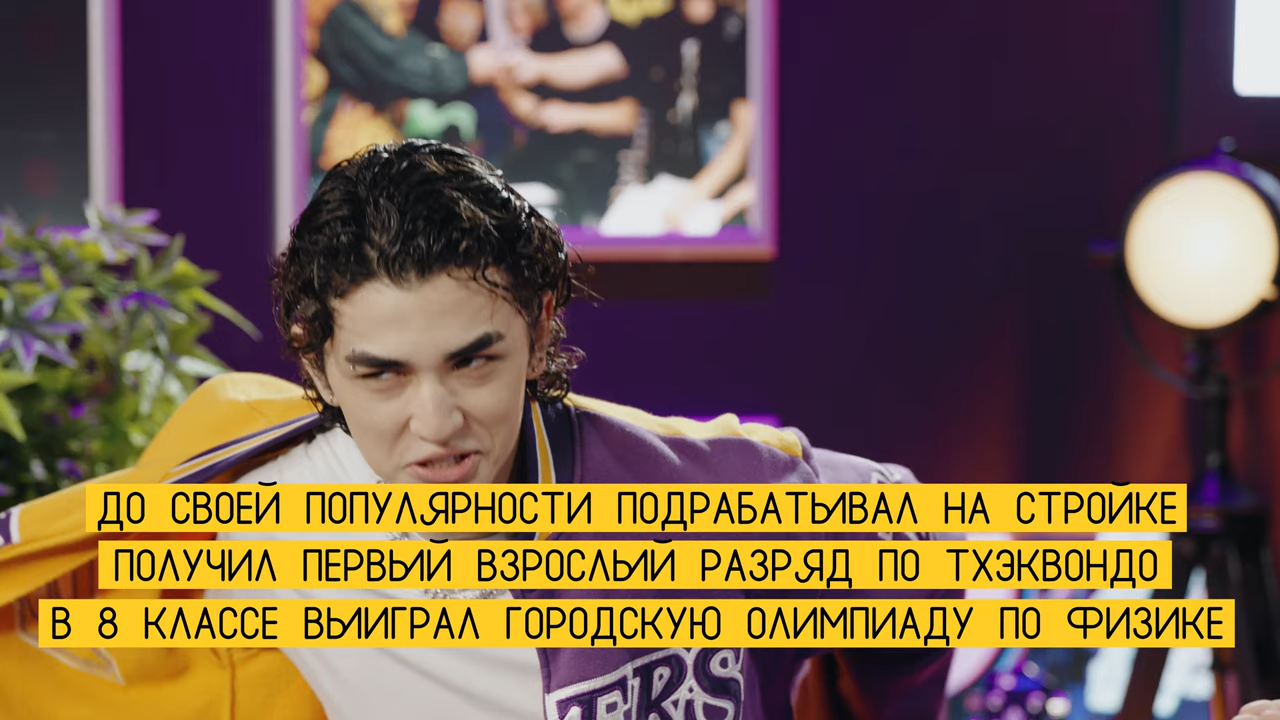 ДО СВОЕЙ ПОПУЛЯРНОСТИ ПОДРАБАТЫВАЛ НА СТРОЙКЕ
ПОЛУЧИЛ ПЕРВЫЙ ВЗРОСЛЫЙ РАЗРЯД ПО ТХЭКВОНДО
В 8 КЛАССЕ ВЫИГРАЛ ГОРОДСКУЮ ОЛИМПИАДУ ПО ФИЗИКЕ